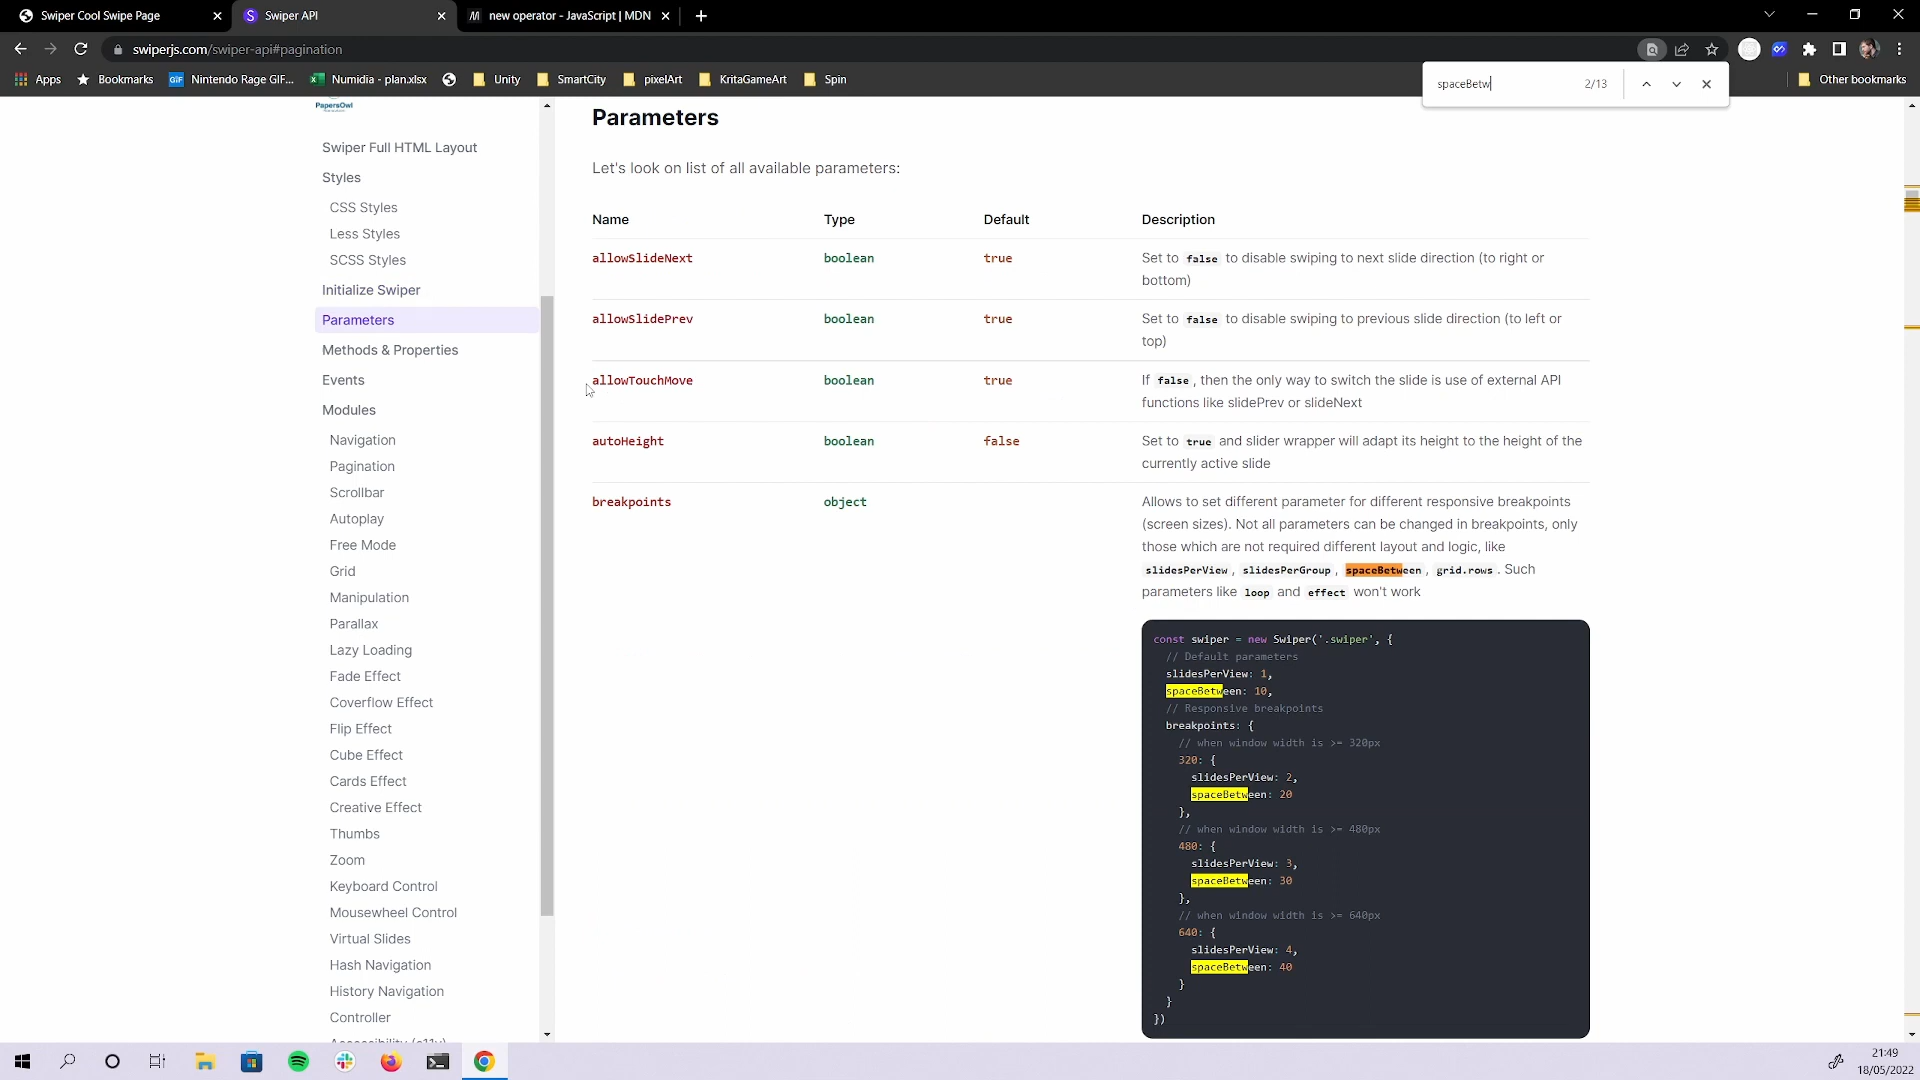 Swiper Cool Swipe Page
Swiper API
new operator - JavaScript | MDN
swiperjs.com/swiper-api#pagination
Apps
Bookmarks
Nintendo Rage GIF...
Numidia - plan.xlsx
Unity
SmartCity
pixelArt
KritaGameArt
Spin
Other bookmarks
spaceBetw
2/13
PapersOwl
Swiper Full HTML Layout
Styles
CSS Styles
Less Styles
SCSS Styles
Initialize Swiper
Parameters
Methods & Properties
Events
Modules
Navigation
Pagination
Scrollbar
Autoplay
Free Mode
Grid
Manipulation
Parallax
Lazy Loading
Fade Effect
Coverflow Effect
Flip Effect
Cube Effect
Cards Effect
Creative Effect
Thumbs
Zoom
Keyboard Control
Mousewheel Control
Virtual Slides
Hash Navigation
History Navigation
Controller
Parameters
Let's look on list of all available parameters:
Name Type Default Description
allowSlideNext boolean true Set to false to disable swiping to next slide direction (to right or
bottom)
allowSlidePrev boolean true Set to false to disable swiping to previous slide direction (to left or
top)
allowTouchMove boolean true If false, then the only way to switch the slide is use of external API
functions like slidePrev or slideNext
autoHeight boolean false Set to true and slider wrapper will adapt its height to the height of the
currently active slide
breakpoints object Allows to set different parameter for different responsive breakpoints
(screen sizes). Not all parameters can be changed in breakpoints, only
those which are not required different layout and logic, like
slidesPerView, slidesPerGroup, spaceBetween, grid.rows. Such
parameters like loop and effect won't work
const swiper = new Swiper('.swiper', {
// Default parameters
slidesPerView: 1,
spaceBetween: 10,
// Responsive breakpoints
breakpoints: {
// when window width is >= 320px
320: {
slidesPerView: 2,
spaceBetween: 20
},
// when window width is >= 480px
480: {
slidesPerView: 3,
spaceBetween: 30
},
// when window width is >= 640px
640: {
slidesPerView: 4,
spaceBetween: 40
}
}
})
21:49
18/05/2022